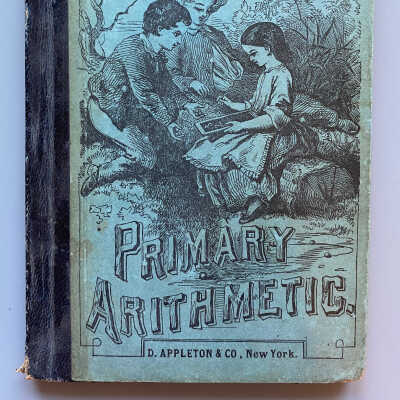 PRIMARY
ARITHMETIC.
D. APPLETON & CO., New York.